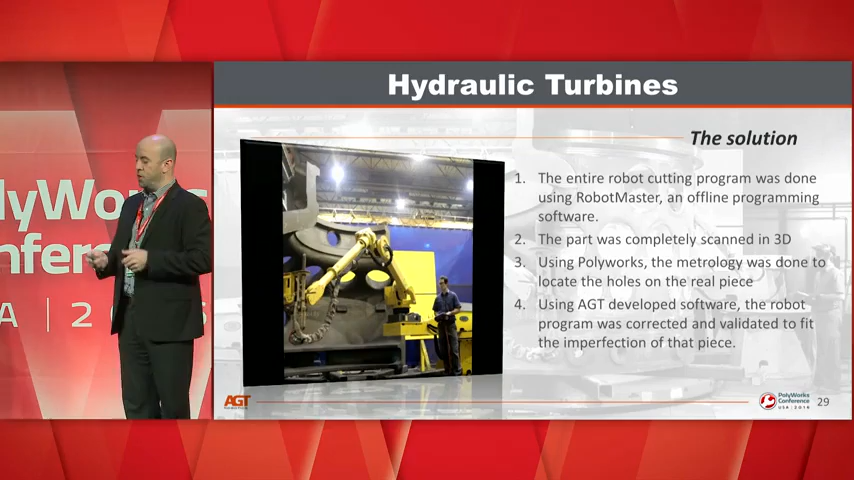 Hydraulic Turbines
The solution
1. The entire robot cutting program was done
using RobotMaster, an offline programming
software.
2. The part was completely scanned in 3D
3. Using Polyworks, the metrology was done to
locate the holes on the real piece
4. Using AGT developed software, the robot
program was corrected and validated to fit
the imperfection of that piece.
AGT
PolyWorks
Conference
USA | 2016
29
lyWo
nfere
A | 2